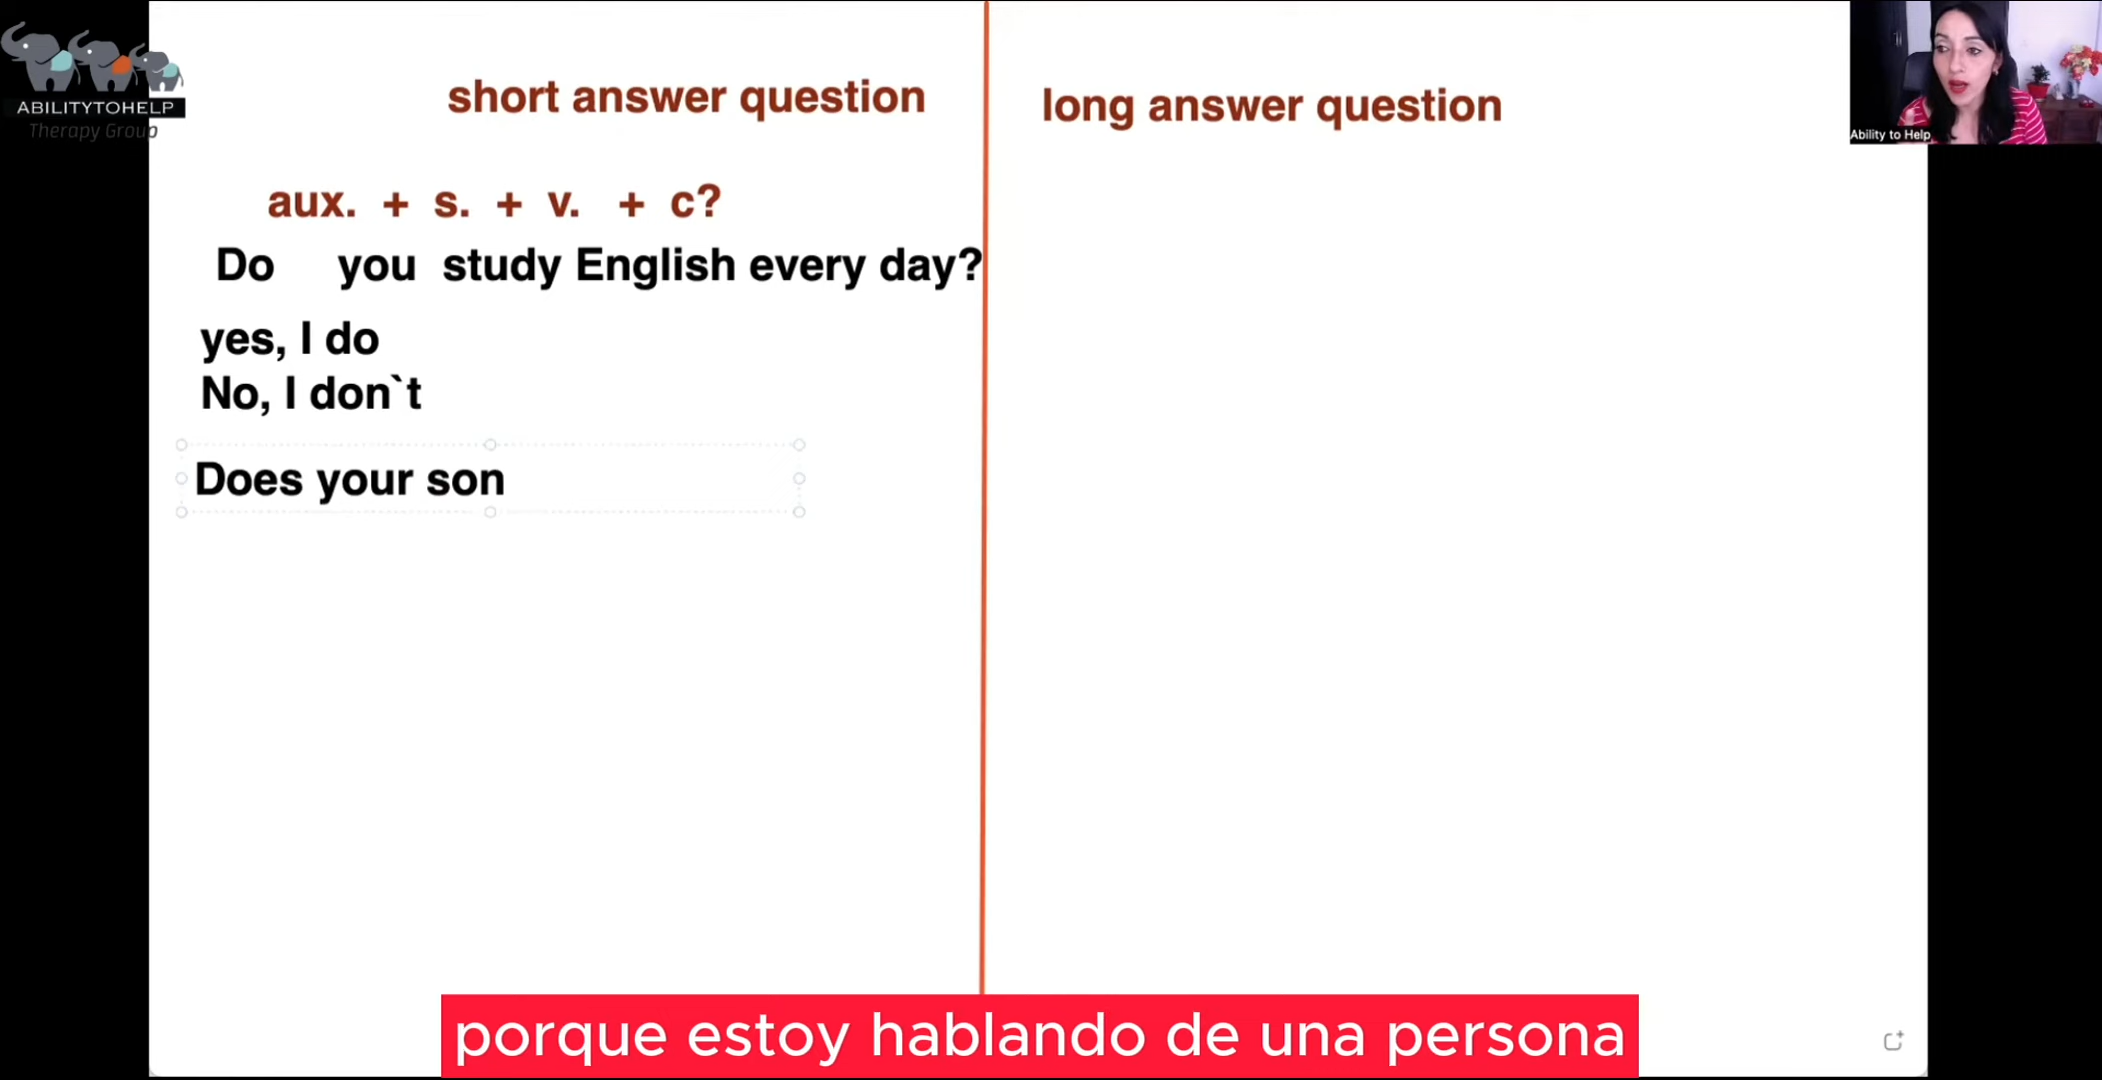 ABILITYTOHELP
Therapy Group
short answer question
long answer question
Ability to Help
aux. + s. + v. + c?
Do you study English every day?
yes, I do
No, I don`t
Does your son
porque estoy hablando de una persona